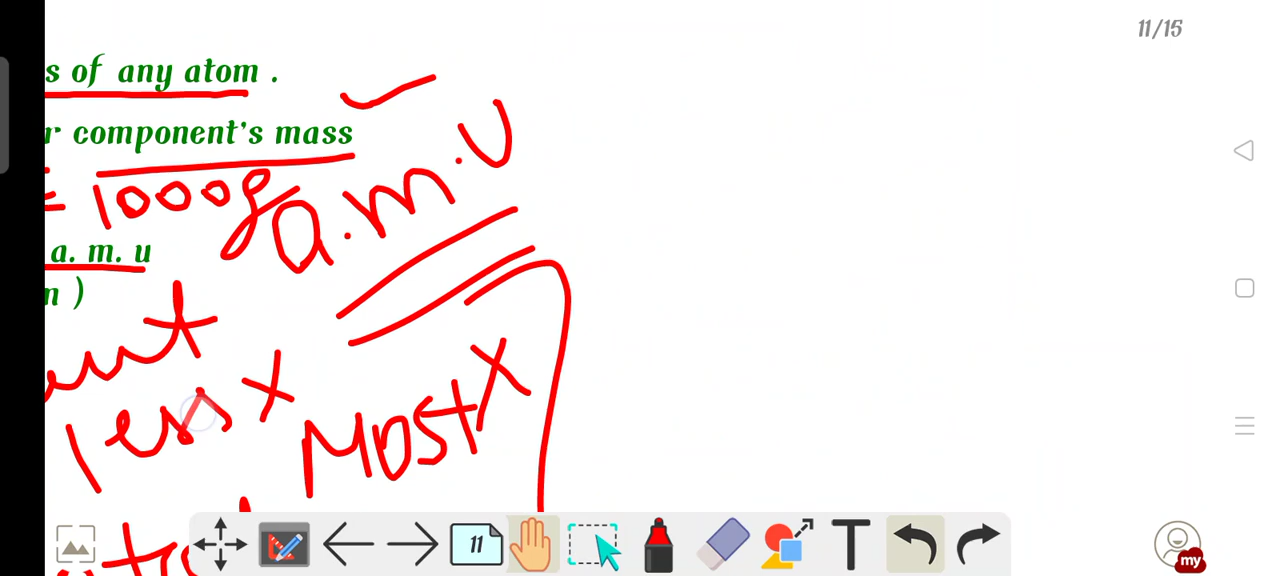 11/15
s of any atom .
r component's mass
= 1000g
a.m.u
a. m. u
n )
less x
Most x
11
my